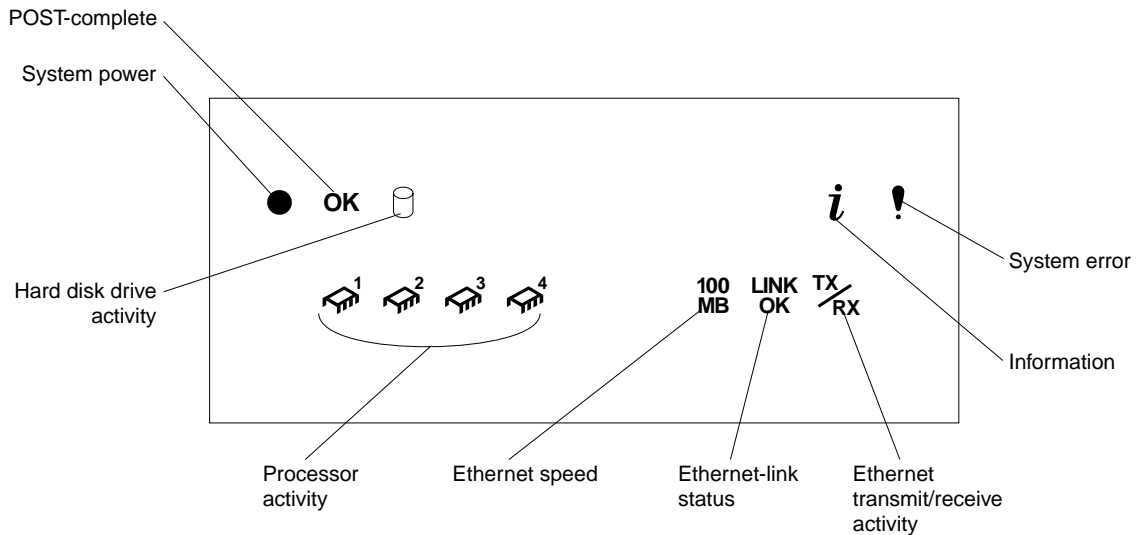 POST-complete
System power
OK
i !
System error
Hard disk drive
activity
1 2 3 4
100
MB
LINK
OK
TX
RX
Information
Processor
activity
Ethernet speed
Ethernet-link
status
Ethernet
transmit/receive
activity